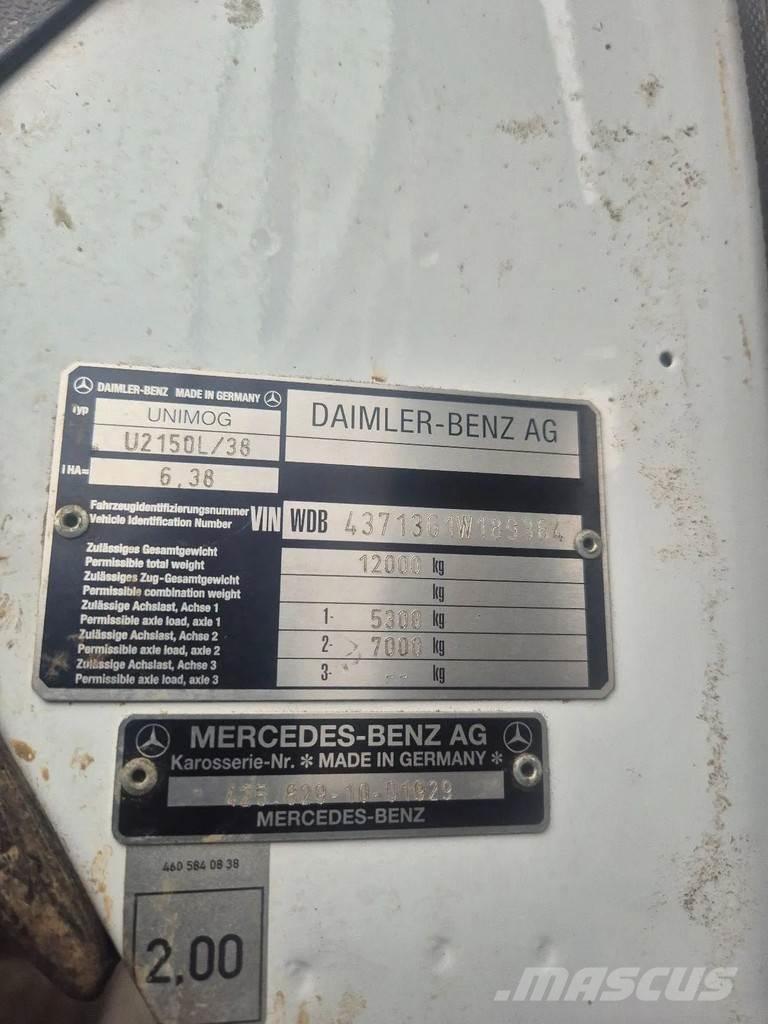 DAIMLER-BENZ MADE IN GERMANY
Typ UNIMOG
U2150L/38
i HA= 6,38
DAIMLER-BENZ AG
Fahrzeugidentifizierungsnummer
Vehicle Identification Number VIN WDB
Zulässiges Gesamtgewicht
Permissible total weight 12000 kg
Zulässiges Zug-Gesamtgewicht
Permissible combination weight kg
Zulässige Achslast, Achse 1
Permissible axle load, axle 1 1- 5300 kg
Zulässige Achslast, Achse 2
Permissible axle load, axle 2 2- 7000 kg
Zulässige Achslast, Achse 3
Permissible axle load, axle 3 3- -- kg
MERCEDES-BENZ AG
Karosserie-Nr. * MADE IN GERMANY *
MERCEDES-BENZ
460 584 08 38
2,00
MASCUS